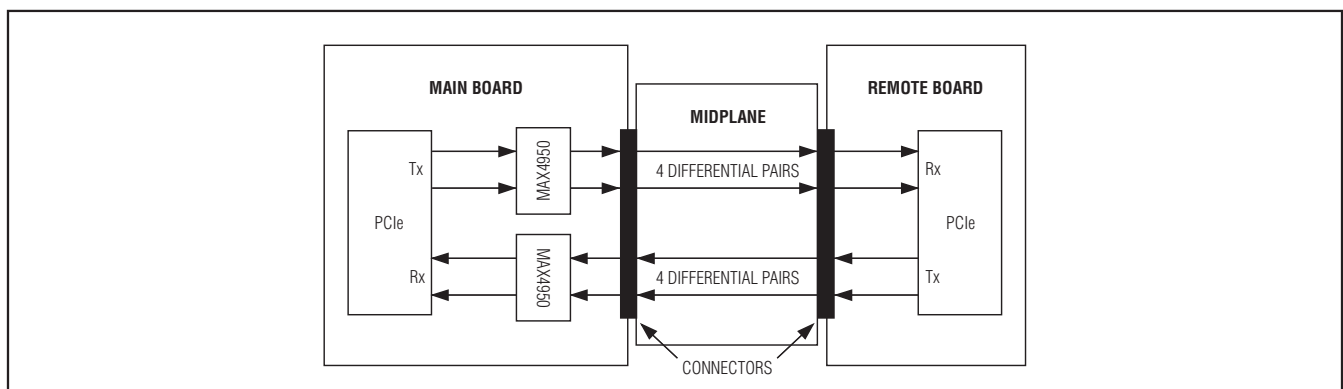 MAIN BOARD
REMOTE BOARD
MIDPLANE
Tx
MAX4950
4 DIFFERENTIAL PAIRS
Rx
PCIe
PCIe
Rx
MAX4950
4 DIFFERENTIAL PAIRS
Tx
CONNECTORS